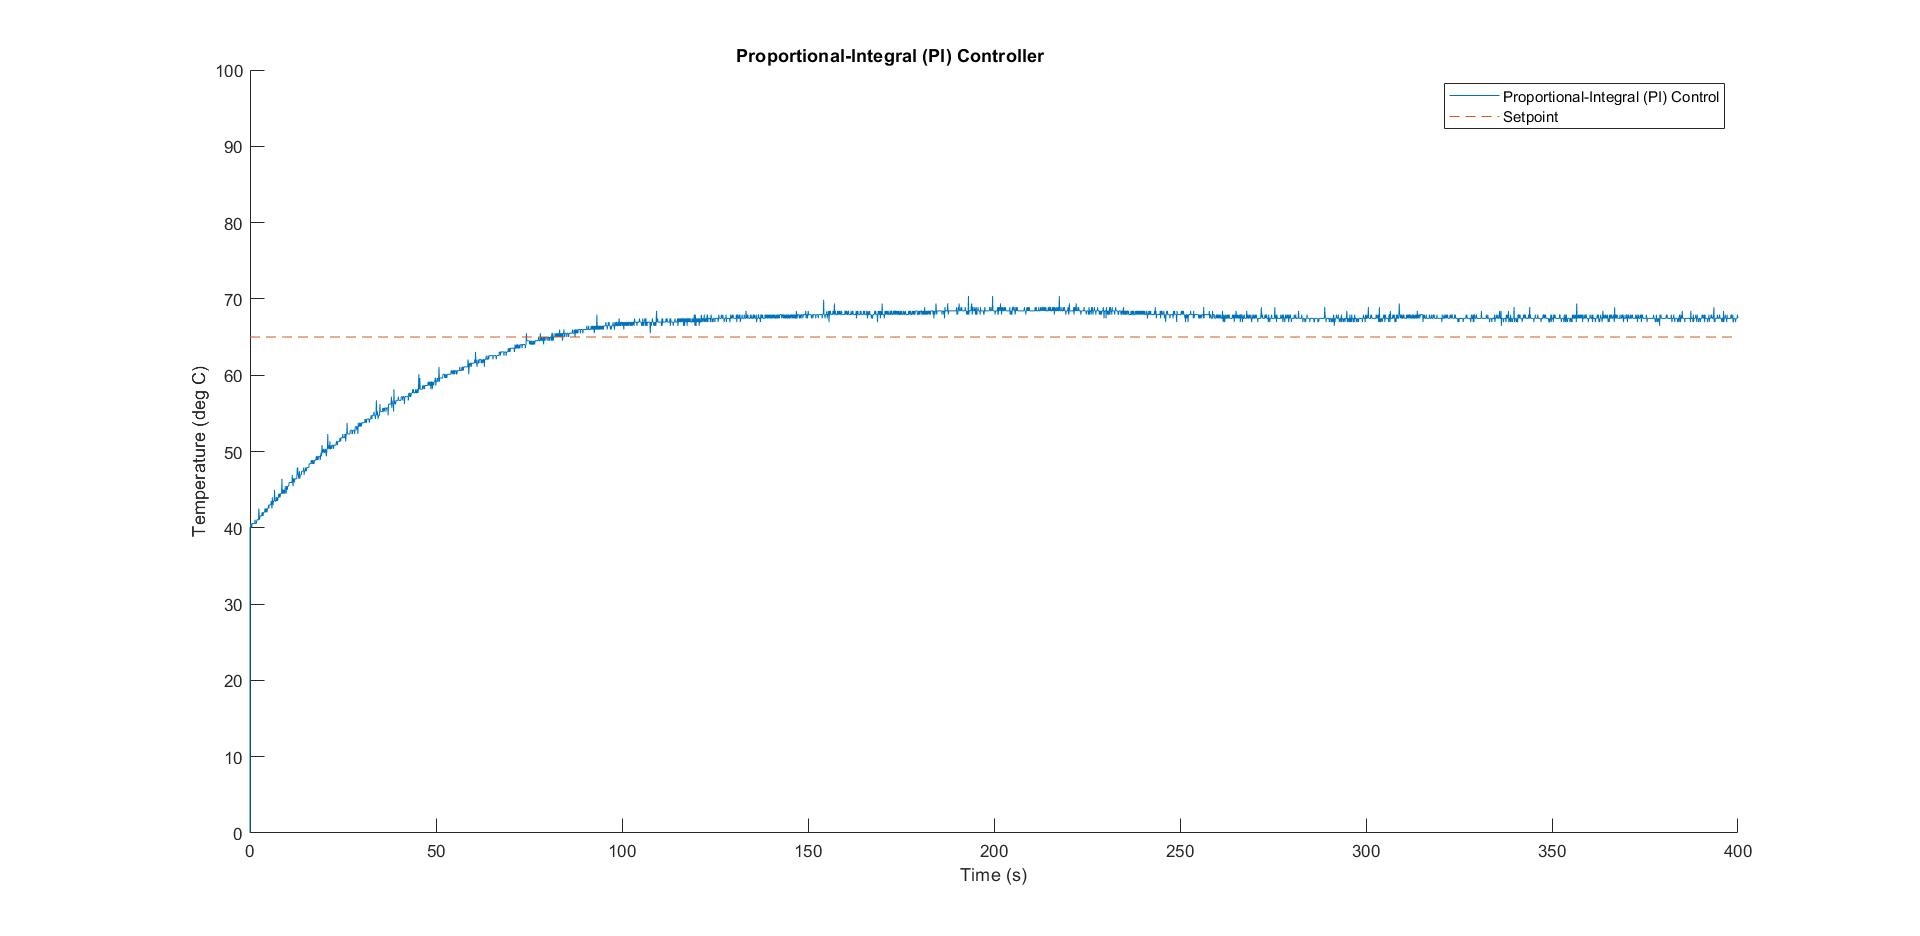 Proportional-Integral (PI) Controller
Proportional-Integral (PI) Control
Setpoint
Temperature (deg C)
100
90
80
70
60
50
40
30
20
10
0
0 50 100 150 200 250 300 350 400
Time (s)